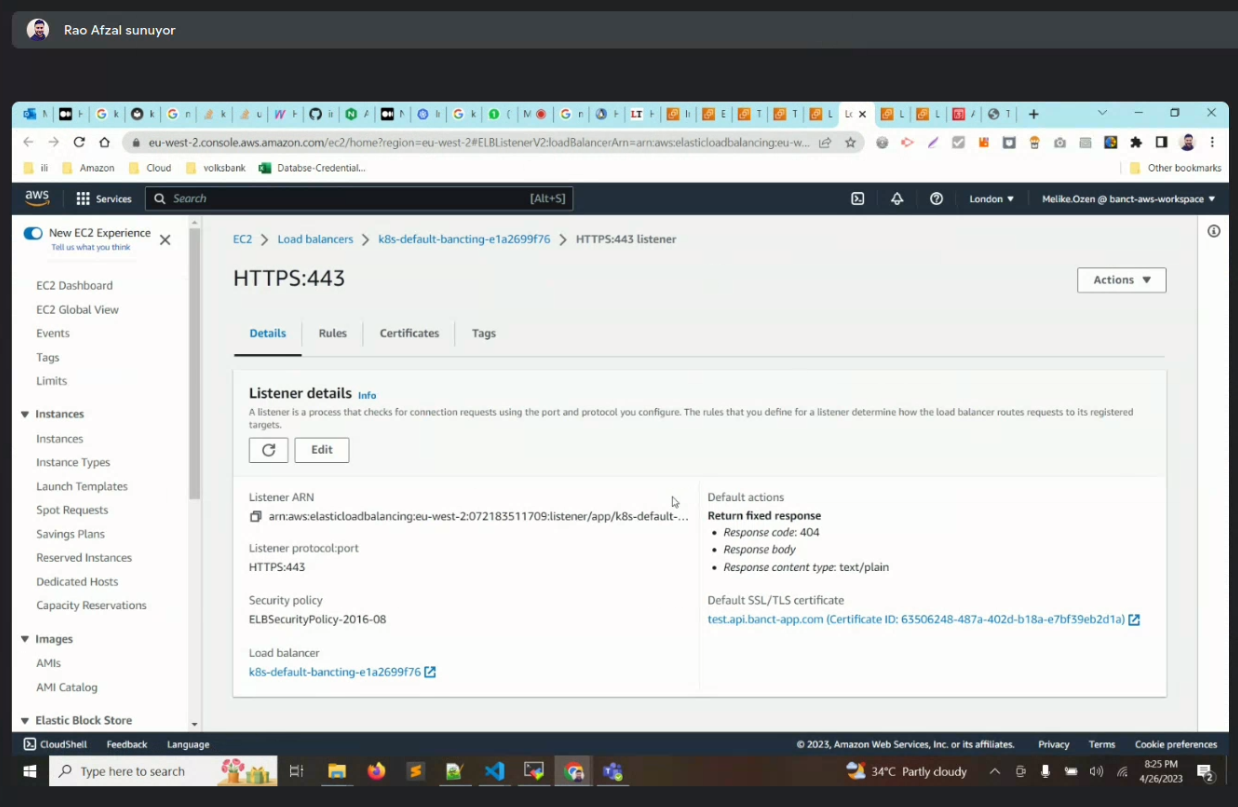 Rao Afzal sunuyor
eu-west-2.console.aws.amazon.com/ec2/home?region=eu-west-2#ELBListenerV2:loadBalancerArn=arn:aws:elasticloadbalancing:eu-w...
ili Amazon Cloud volksbank Databse-Credential... Other bookmarks
aws Services Search [Alt+S] London ▼ Melike.Ozen @ banct-aws-workspace ▼
New EC2 Experience
Tell us what you think
EC2 Dashboard
EC2 Global View
Events
Tags
Limits
Instances
Instances
Instance Types
Launch Templates
Spot Requests
Savings Plans
Reserved Instances
Dedicated Hosts
Capacity Reservations
Images
AMIs
AMI Catalog
Elastic Block Store
EC2 > Load balancers > k8s-default-bancting-e1a2699f76 > HTTPS:443 listener
HTTPS:443
Actions ▼
Details Rules Certificates Tags
Listener details Info
A listener is a process that checks for connection requests using the port and protocol you configure. The rules that you define for a listener determine how the load balancer routes requests to its registered
targets.
Edit
Listener ARN
arn:aws:elasticloadbalancing:eu-west-2:072183511709:listener/app/k8s-default-...
Listener protocol:port
HTTPS:443
Security policy
ELBSecurityPolicy-2016-08
Load balancer
k8s-default-bancting-e1a2699f76
Default actions
Return fixed response
• Response code: 404
• Response body
• Response content type: text/plain
Default SSL/TLS certificate
test.api.banct-app.com (Certificate ID: 63506248-487a-402d-b18a-e7bf39eb2d1a)
CloudShell Feedback Language © 2023, Amazon Web Services, Inc. or its affiliates. Privacy Terms Cookie preferences
Type here to search 34°C Partly cloudy
8:25 PM
4/26/2023
2